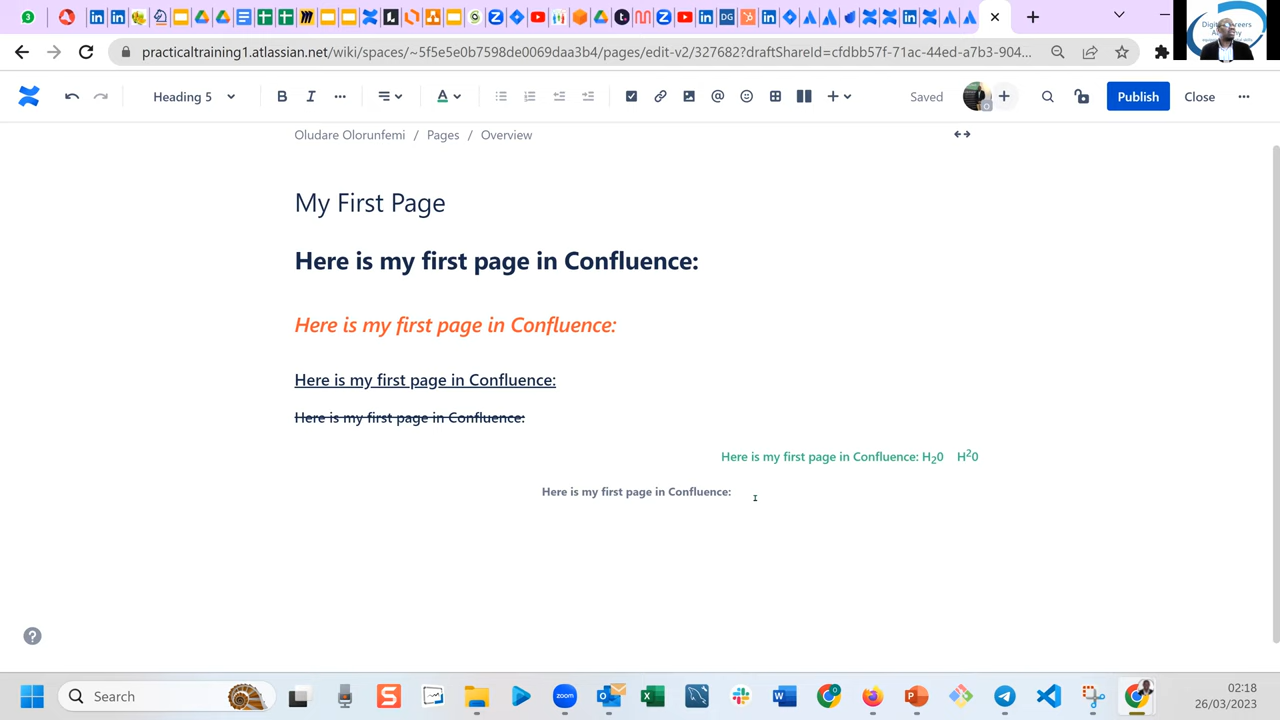 practicaltraining1.atlassian.net/wiki/spaces/~5f5e5e0b7598de0069daa3b4/pages/edit-v2/327682?draftShareId=cfdbb57f-71ac-44ed-a7b3-904...
Heading 5
Saved
Publish
Close
Oludare Olorunfemi / Pages / Overview
My First Page
Here is my first page in Confluence:
Here is my first page in Confluence:
Here is my first page in Confluence:
Here is my first page in Confluence:
Here is my first page in Confluence: H₂0 H²0
Here is my first page in Confluence:
Search
zoom
02:18
26/03/2023